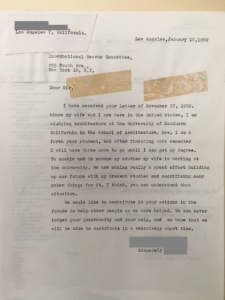 Los Angeles 7, California.
Los Angeles, January 12, 1960
International Rescue Committee,
255 Fourth Ave.,
New York 10, N.Y.
Dear Sir,
I have received your letter of November 23, 1959.
Since my wife and I are here in the United States, I am
studying architecture at the University of Southern
California in the School of Architecture. Now, I am a
forth year student, and after finishing this semester
I will have three more to go until I can get my degree.
To enable and to manage my studies my wife is working at
the university. We are making really a great effort building
up our future with my present studies and sacrificing many
other things for it, I think, you can understand that
situation.
We would like to contribute to your actions in the
future to help other people as we were helped. We can never
forget your generosity and your help, and we hope that we
will be able to contribute in a relatively short time.
Sincerely